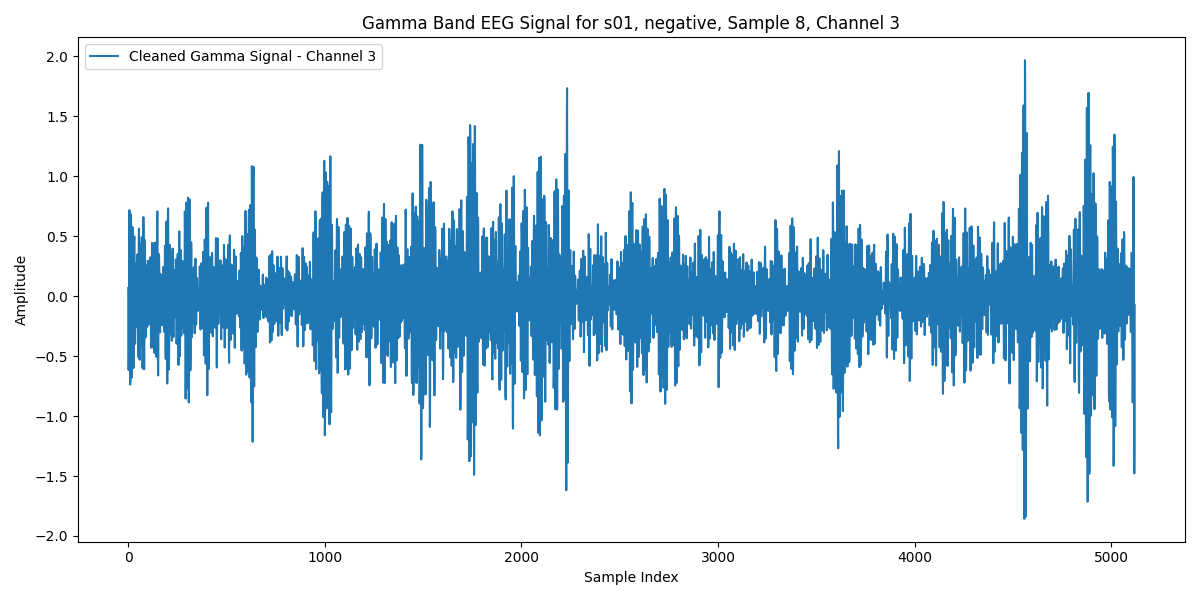 Gamma Band EEG Signal for s01, negative, Sample 8, Channel 3
Cleaned Gamma Signal - Channel 3
2.0
1.5
1.0
0.5
0.0
−0.5
−1.0
−1.5
−2.0
Amplitude
0 1000 2000 3000 4000 5000
Sample Index